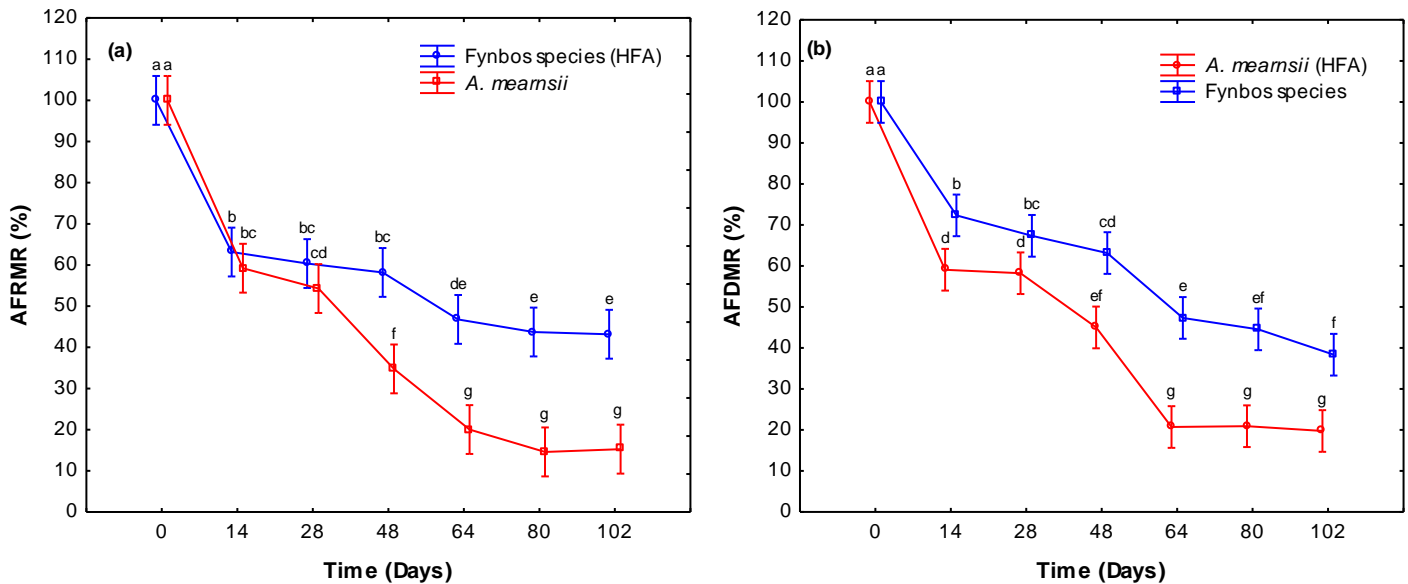 (a)
Fynbos species (HFA)
A. mearnsii
AFRMR (%)
120
110
100
90
80
70
60
50
40
30
20
10
0
a a
b
bc
bc
cd
bc
f
de
g
e
g
e
g
0 14 28 48 64 80 102
Time (Days)
(b)
A. mearnsii (HFA)
Fynbos species
AFDMR (%)
120
110
100
90
80
70
60
50
40
30
20
10
0
a a
b
d
bc
d
cd
ef
e
g
ef
g
f
g
0 14 28 48 64 80 102
Time (Days)